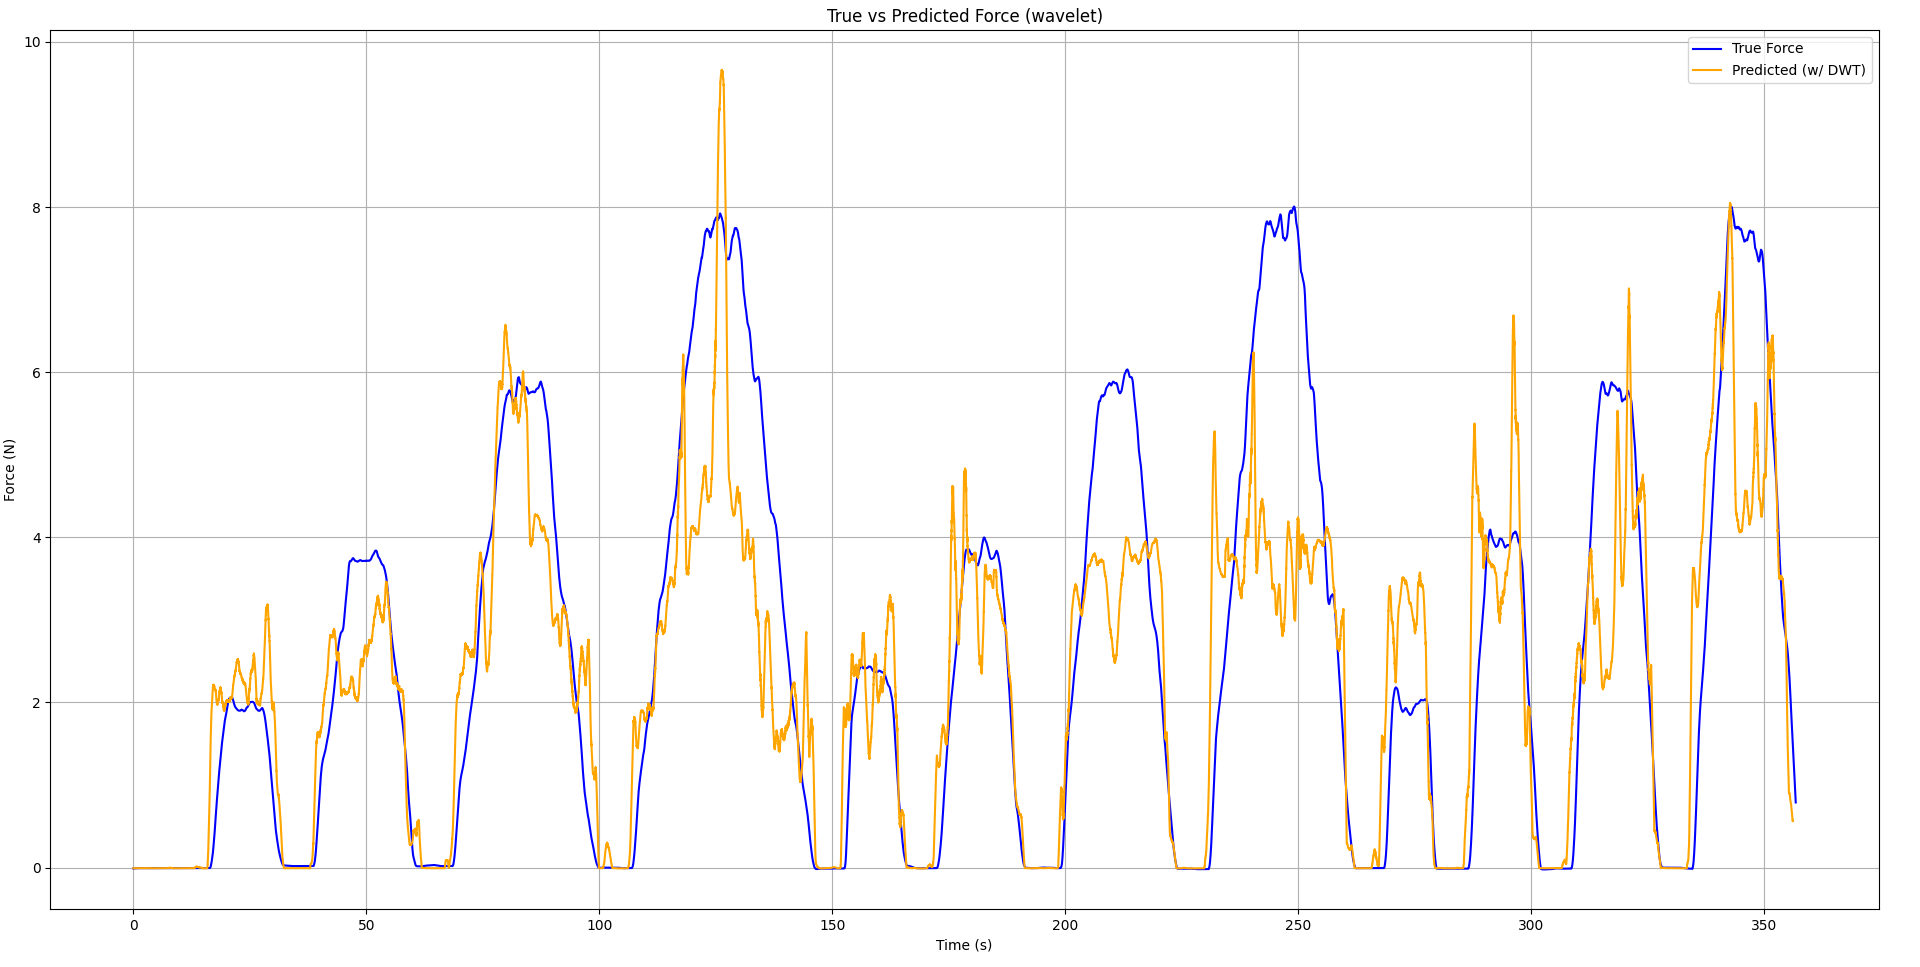 True vs Predicted Force (wavelet)
True Force
Predicted (w/ DWT)
Force (N)
10
8
6
4
2
0
0 50 100 150 200 250 300 350
Time (s)